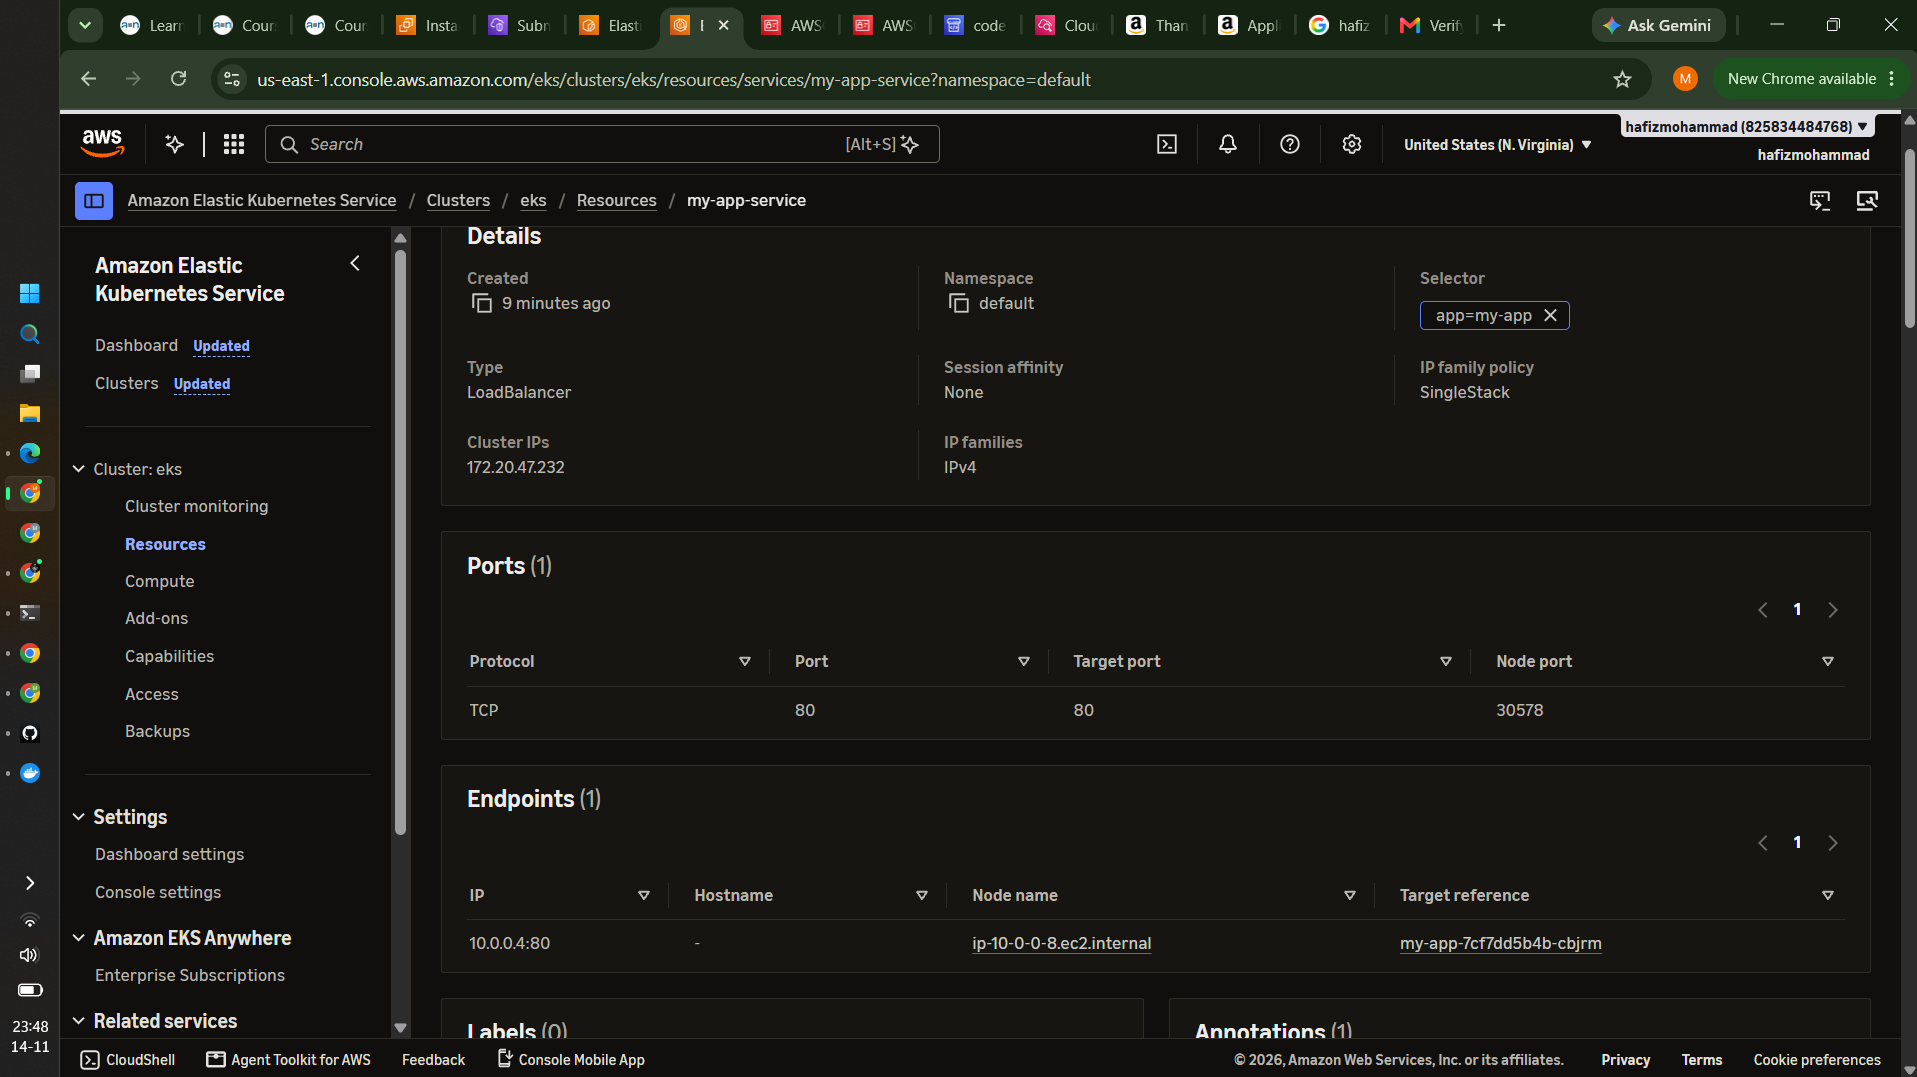 Learn
Cour
Cour
Insta
Subn
Elasti
E
AWS
AWS
code
Clou
Than
Appli
hafiz
Verify
Ask Gemini
us-east-1.console.aws.amazon.com/eks/clusters/eks/resources/services/my-app-service?namespace=default
M
New Chrome available
aws
Search
[Alt+S]
United States (N. Virginia)
hafizmohammad (825834484768)
hafizmohammad
Amazon Elastic Kubernetes Service / Clusters / eks / Resources / my-app-service
Amazon Elastic
Kubernetes Service
Dashboard Updated
Clusters Updated
Cluster: eks
Cluster monitoring
Resources
Compute
Add-ons
Capabilities
Access
Backups
Settings
Dashboard settings
Console settings
Amazon EKS Anywhere
Enterprise Subscriptions
Related services
Details
Created
9 minutes ago
Namespace
default
Selector
app=my-app
Type
LoadBalancer
Session affinity
None
IP family policy
SingleStack
Cluster IPs
172.20.47.232
IP families
IPv4
Ports (1)
1
Protocol Port Target port Node port
TCP 80 80 30578
Endpoints (1)
1
IP Hostname Node name Target reference
10.0.0.4:80 - ip-10-0-0-8.ec2.internal my-app-7cf7dd5b4b-cbjrm
Labels (0)
Annotations (1)
CloudShell
Agent Toolkit for AWS
Feedback
Console Mobile App
© 2026, Amazon Web Services, Inc. or its affiliates.
Privacy
Terms
Cookie preferences
23:48
14-11